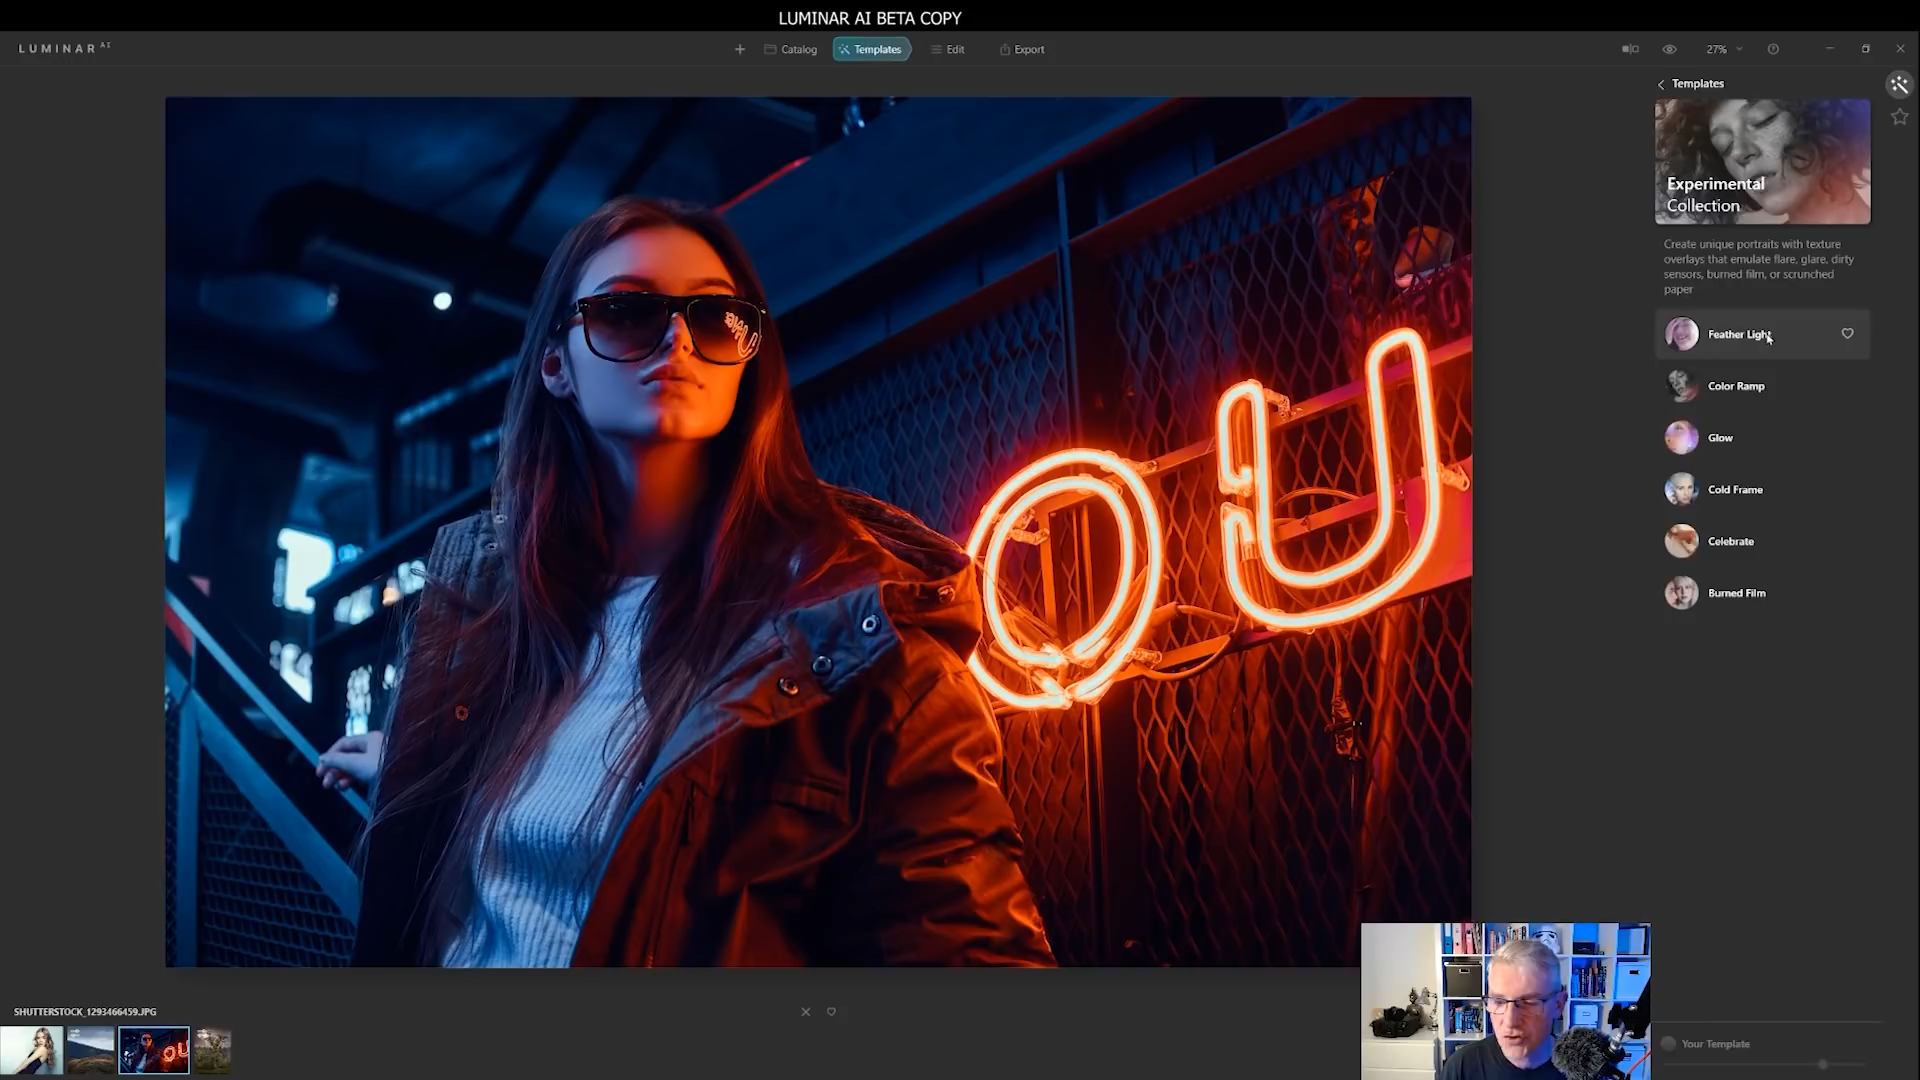 LUMINAR AI BETA COPY
LUMINAR AI
Catalog
Templates
Edit
Export
27%
Templates
Experimental
Collection
Create unique portraits with texture
overlays that emulate flare, glare, dirty
sensors, burned film, or scrunched
paper
Feather Light
Color Ramp
Glow
Cold Frame
Celebrate
Burned Film
QU
SHUTTERSTOCK_1293466459.JPG
Your Template